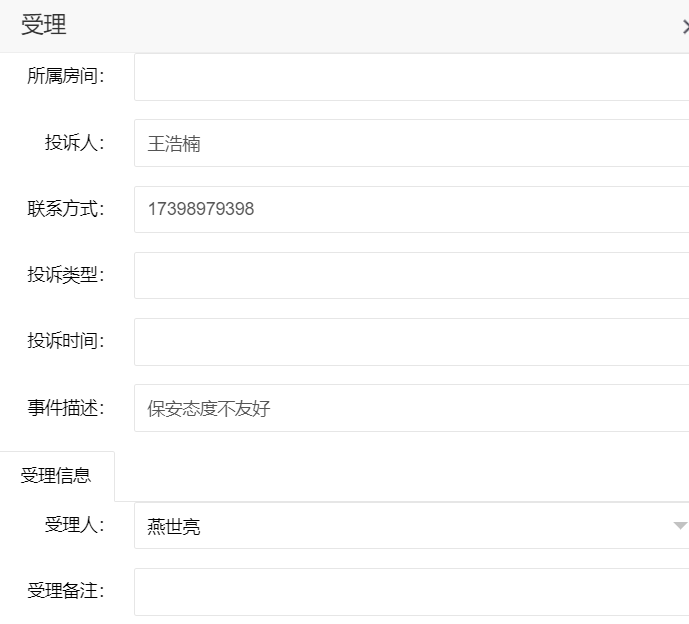 受理
所属房间：
投诉人： 王浩楠
联系方式： 17398979398
投诉类型：
投诉时间：
事件描述： 保安态度不友好
受理信息
受理人： 燕世亮
受理备注：